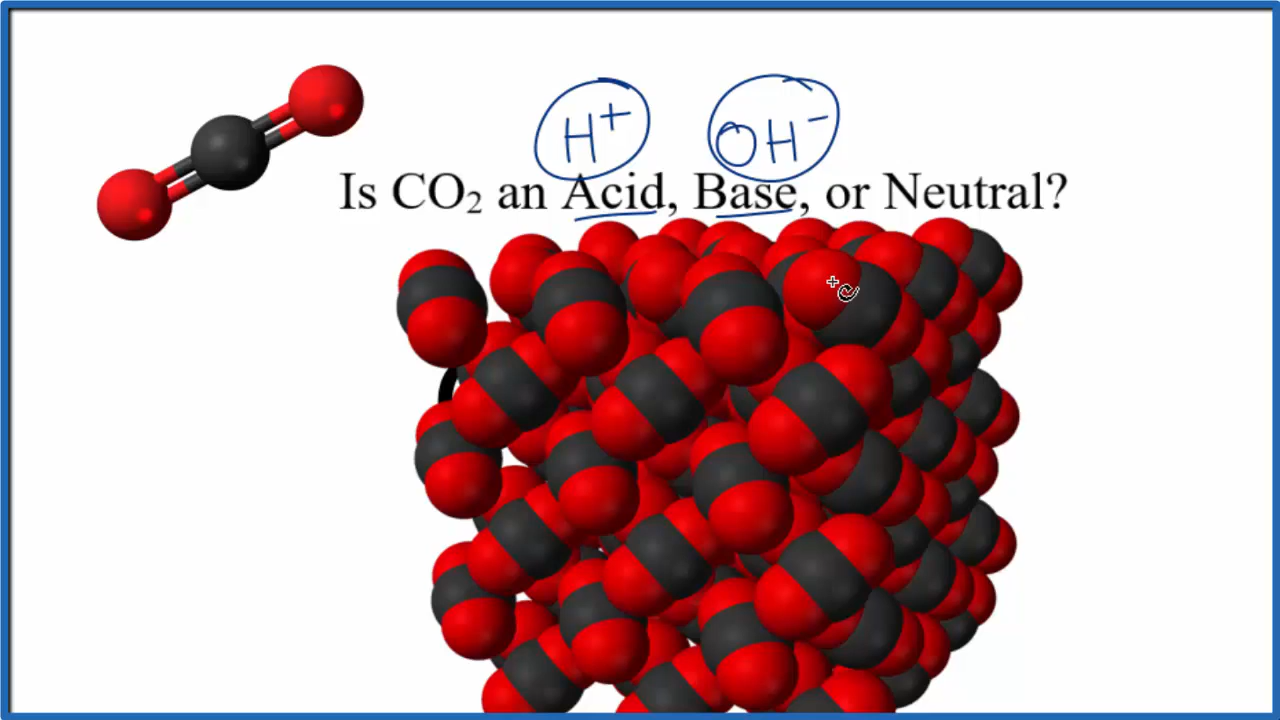 H⁺ OH⁻
Is CO₂ an Acid, Base, or Neutral?